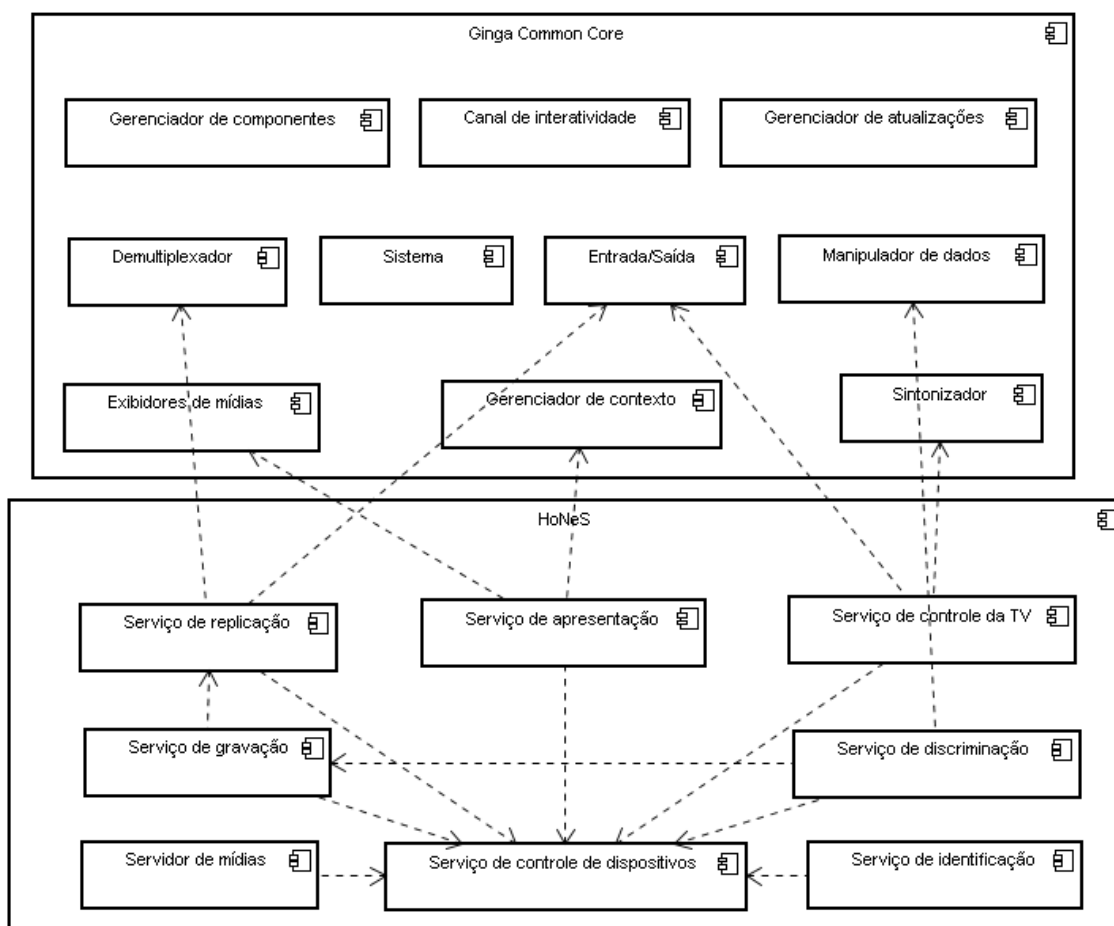 Ginga Common Core
Gerenciador de componentes
Canal de interatividade
Gerenciador de atualizações
Demultiplexador
Sistema
Entrada/Saída
Manipulador de dados
Exibidores de mídias
Gerenciador de contexto
Sintonizador
HoNeS
Serviço de replicação
Serviço de apresentação
Serviço de controle da TV
Serviço de gravação
Serviço de discriminação
Servidor de mídias
Serviço de controle de dispositivos
Serviço de identificação